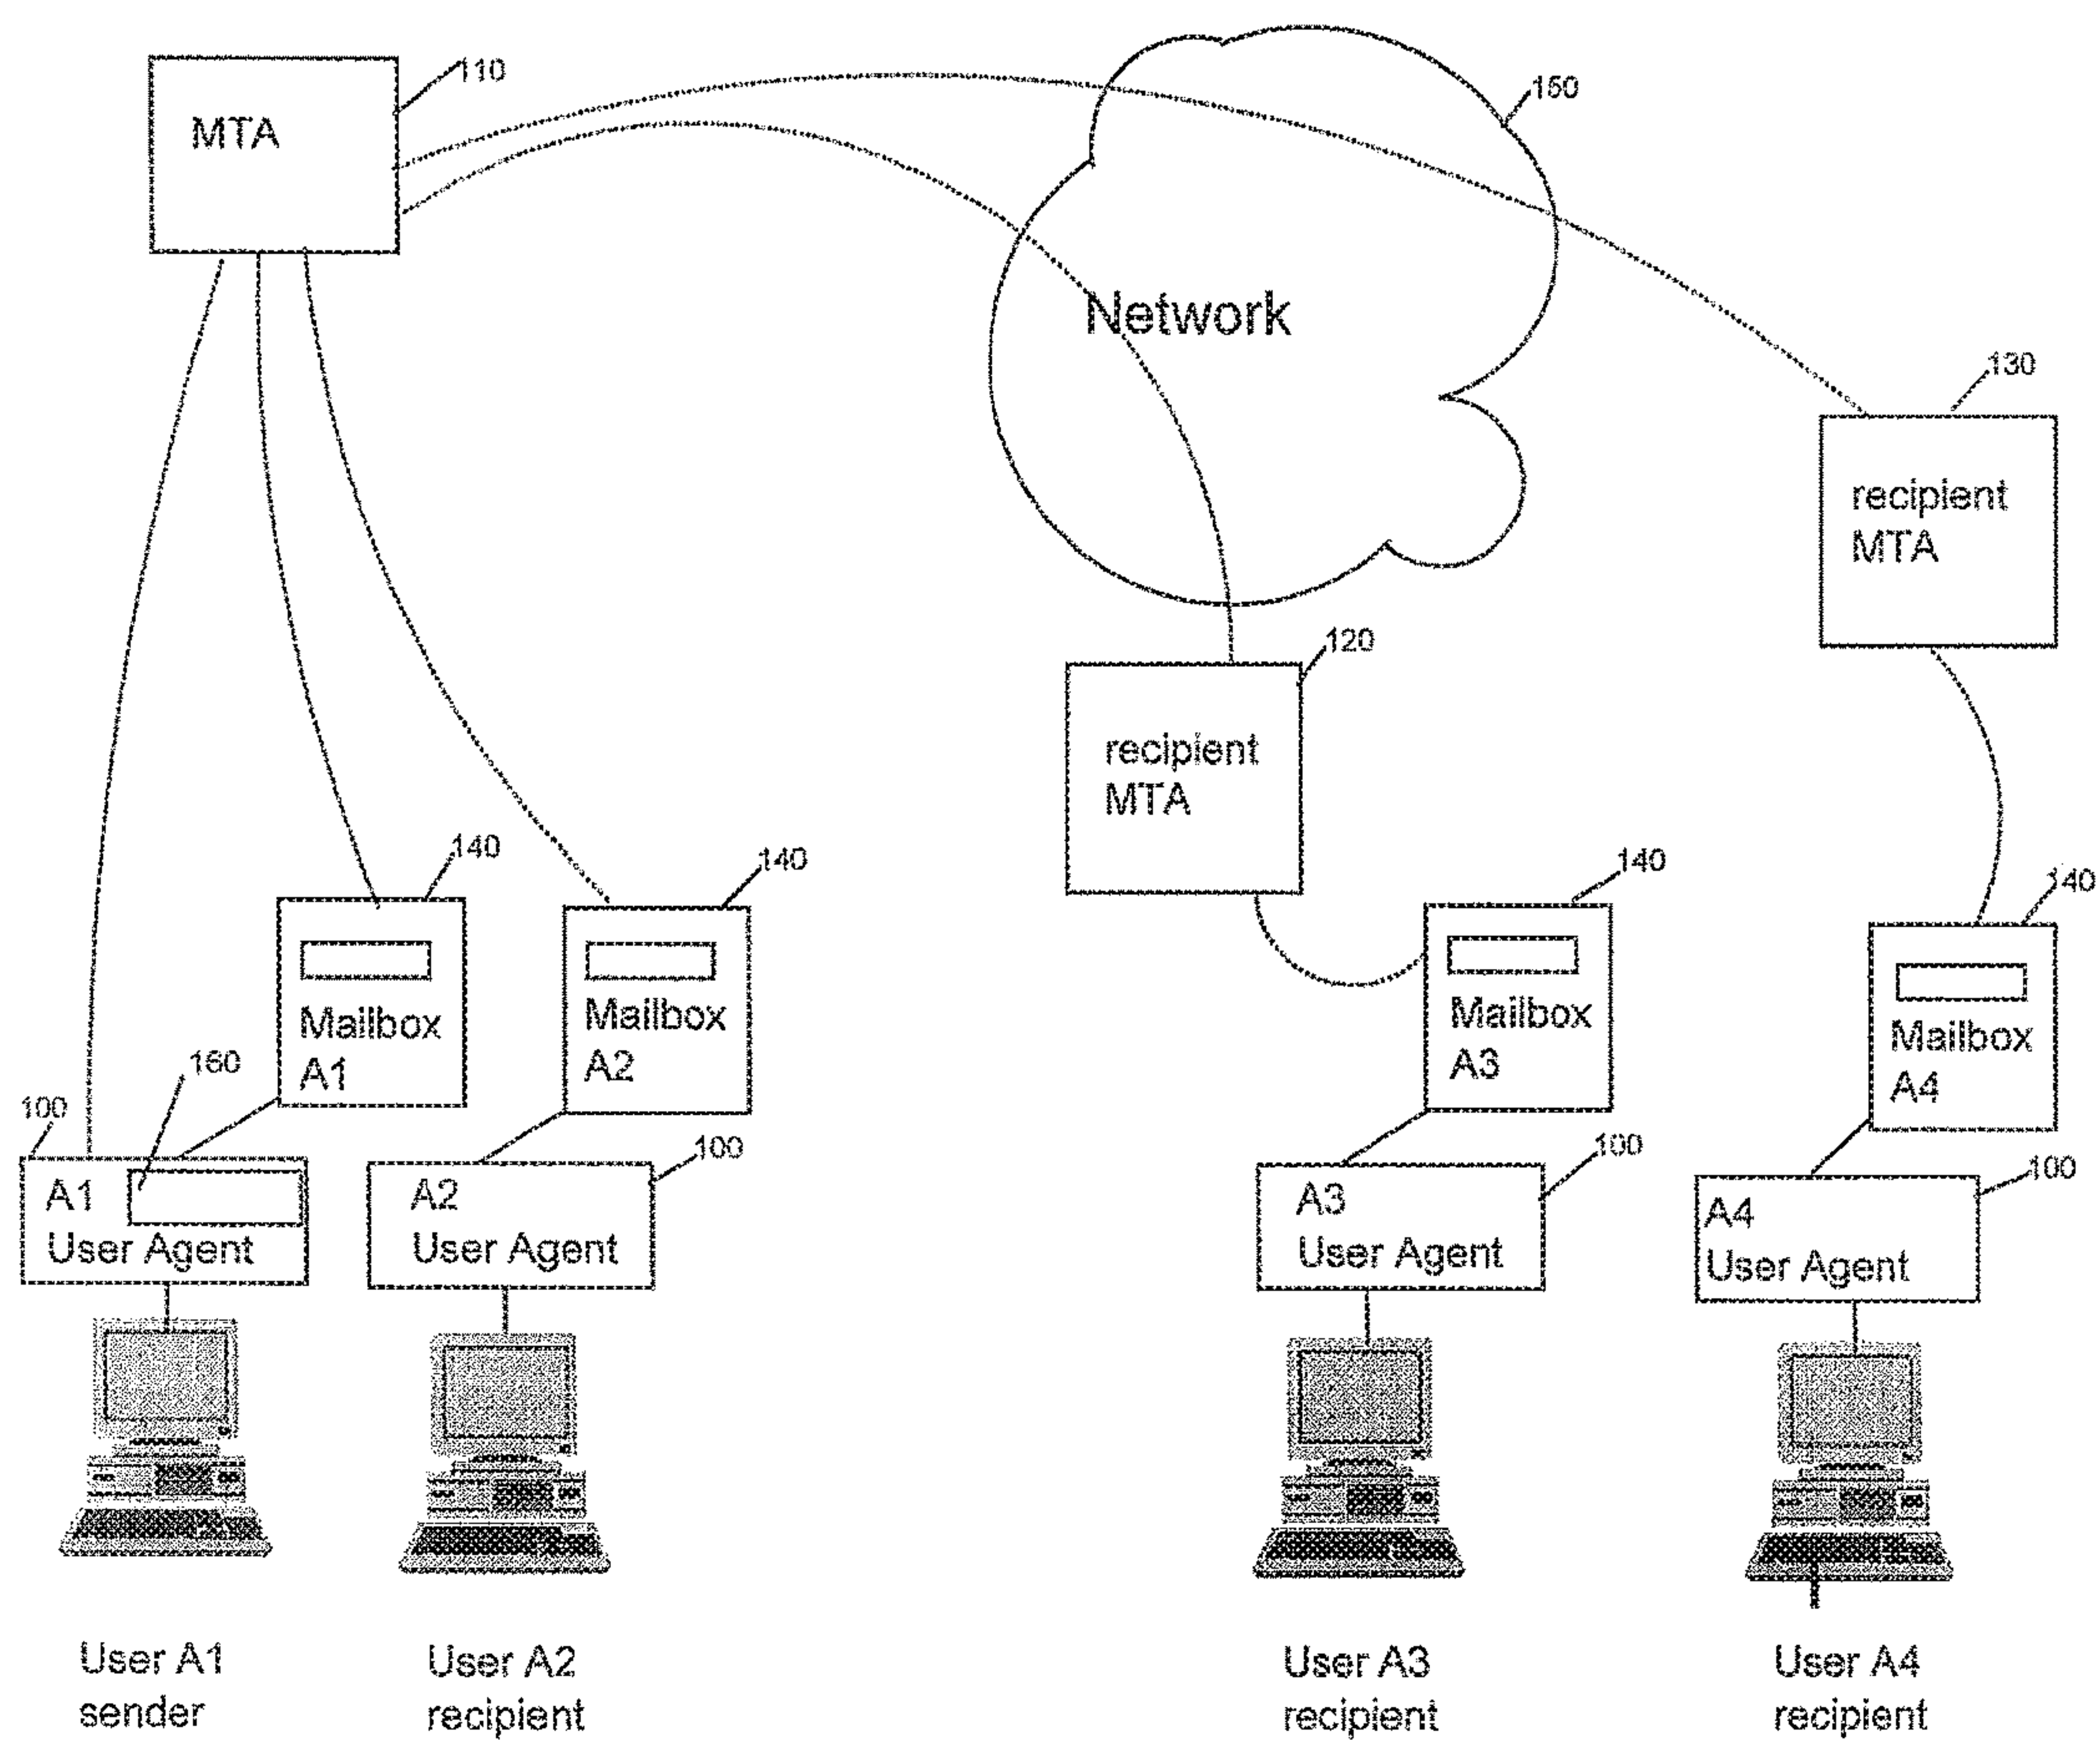 110
MTA
150
Network
130
recipient
MTA
120
recipient
MTA
140
140
140
140
Mailbox
A1
Mailbox
A2
Mailbox
A3
Mailbox
A4
160
100
100
100
100
A1
User Agent
A2
User Agent
A3
User Agent
A4
User Agent
User A1
sender
User A2
recipient
User A3
recipient
User A4
recipient